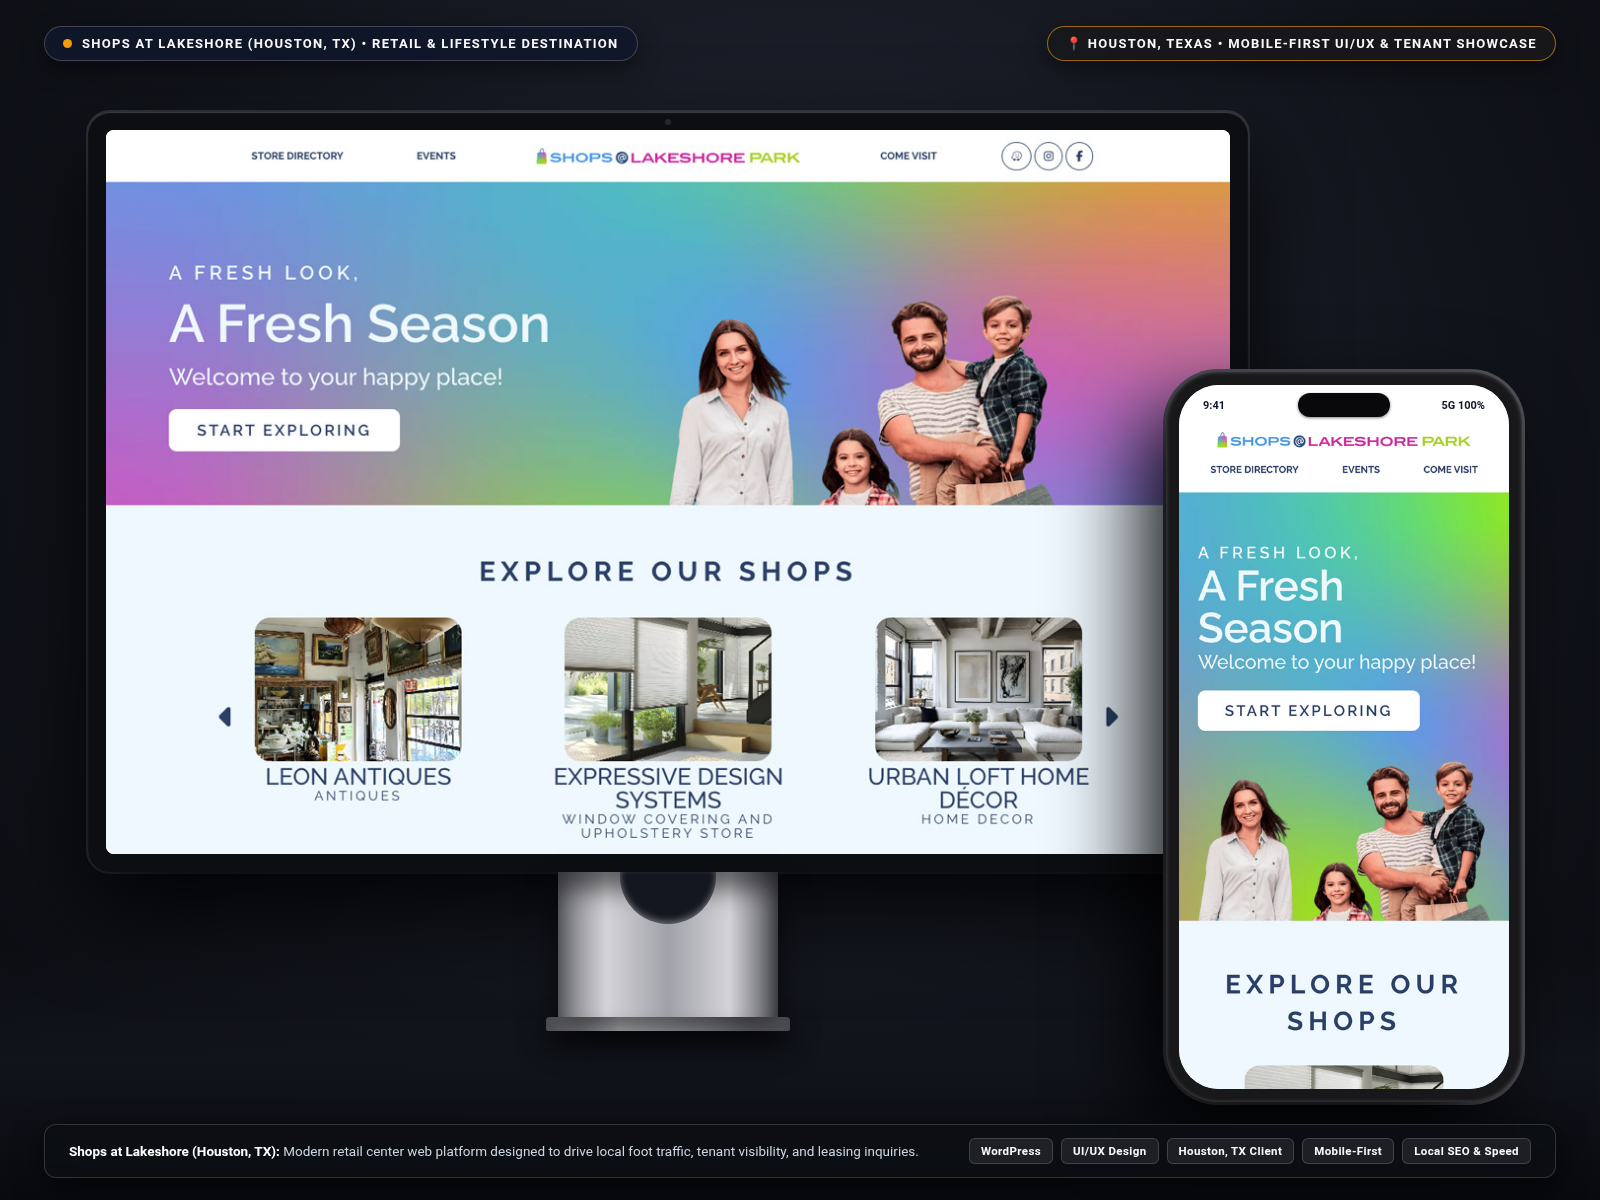 SHOPS AT LAKESHORE (HOUSTON, TX) • RETAIL & LIFESTYLE DESTINATION
📍 HOUSTON, TEXAS • MOBILE-FIRST UI/UX & TENANT SHOWCASE
STORE DIRECTORY
EVENTS
SHOPS@LAKESHORE PARK
COME VISIT
A FRESH LOOK,
A Fresh Season
Welcome to your happy place!
START EXPLORING
EXPLORE OUR SHOPS
LEON ANTIQUES
ANTIQUES
EXPRESSIVE DESIGN
SYSTEMS
WINDOW COVERING AND
UPHOLSTERY STORE
URBAN LOFT HOME
DÉCOR
HOME DECOR
9:41
5G 100%
SHOPS@LAKESHORE PARK
STORE DIRECTORY
EVENTS
COME VISIT
A FRESH LOOK,
A Fresh
Season
Welcome to your happy place!
START EXPLORING
EXPLORE OUR
SHOPS
Shops at Lakeshore (Houston, TX): Modern retail center web platform designed to drive local foot traffic, tenant visibility, and leasing inquiries.
WordPress
UI/UX Design
Houston, TX Client
Mobile-First
Local SEO & Speed